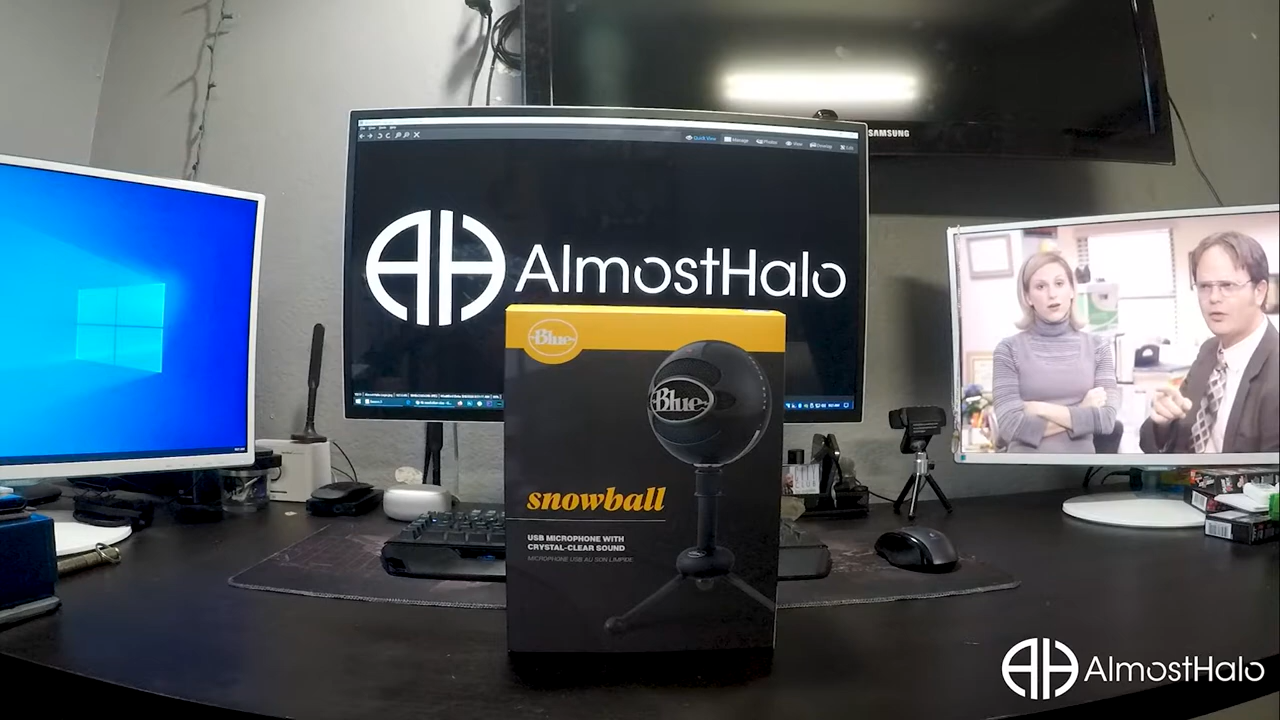 SAMSUNG
AlmostHalo
Blue
Blue
snowball
USB MICROPHONE WITH
CRYSTAL-CLEAR SOUND
MICROPHONE USB AU SON LIMPIDE
AlmostHalo